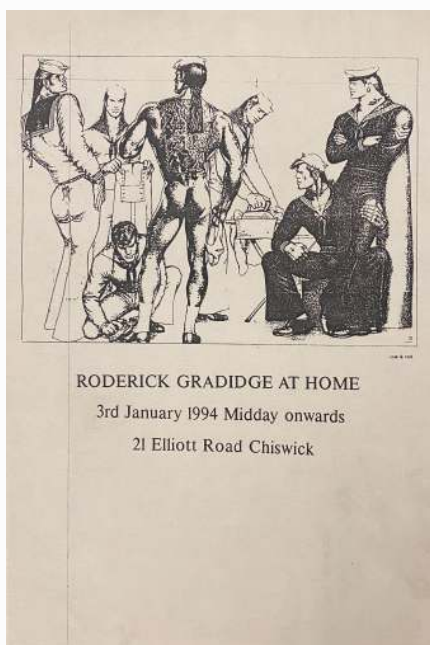 RODERICK GRADIDGE AT HOME
3rd January 1994 Midday onwards
21 Elliott Road Chiswick